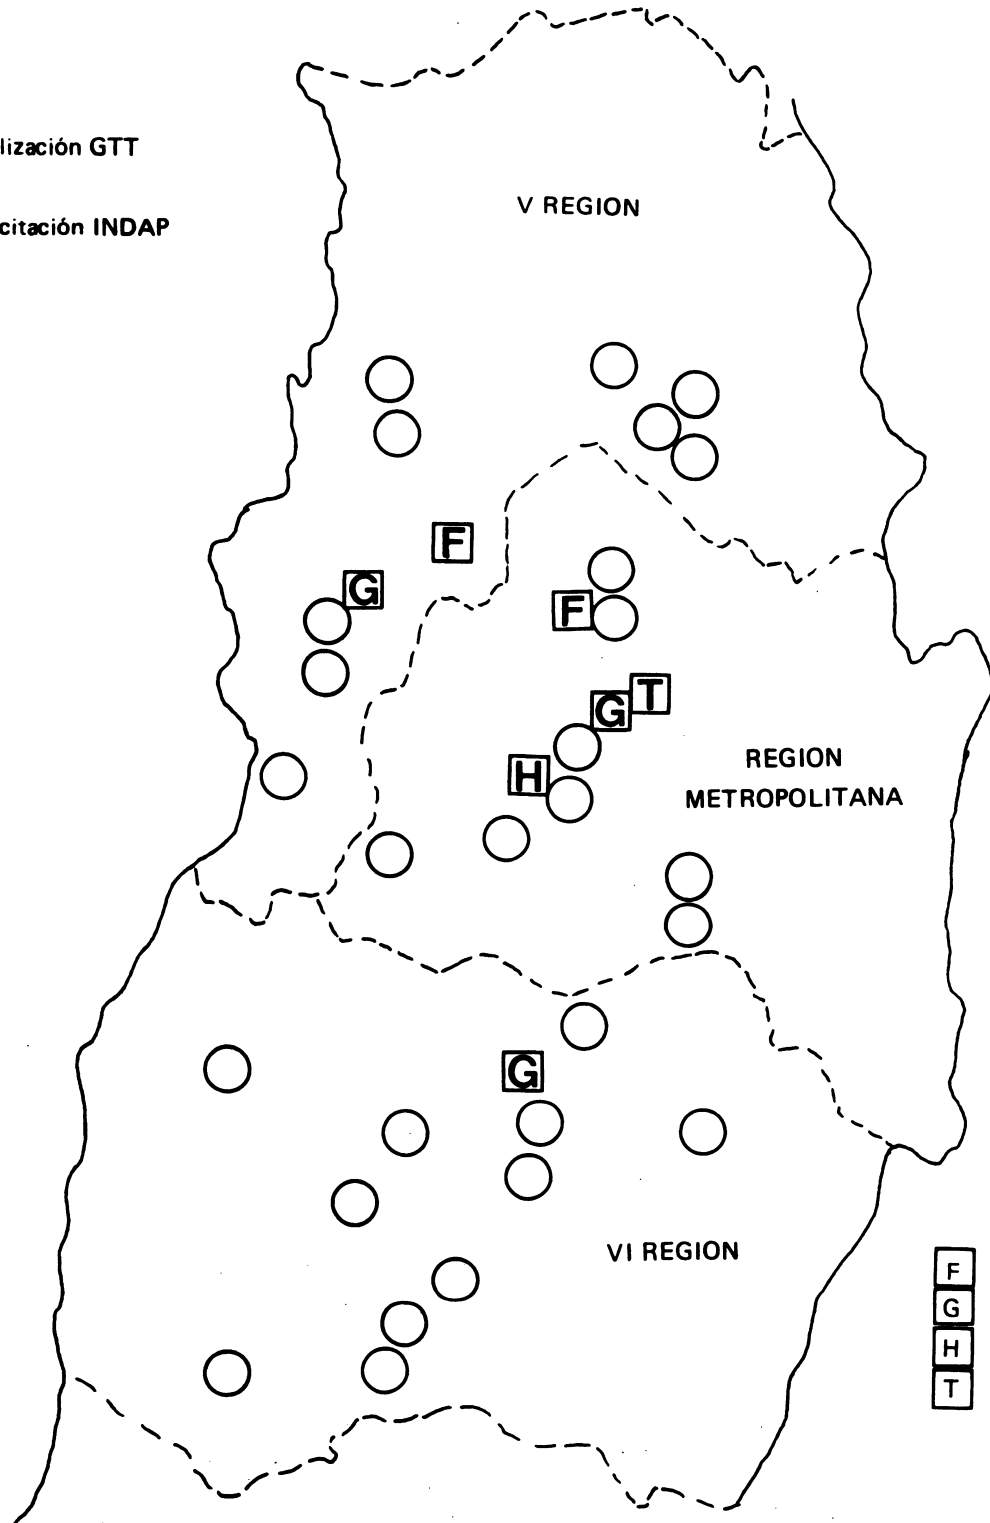 lización GTT
citación INDAP
V REGION
F
G
F
T
G
H
REGION
METROPOLITANA
G
VI REGION
F
G
H
T